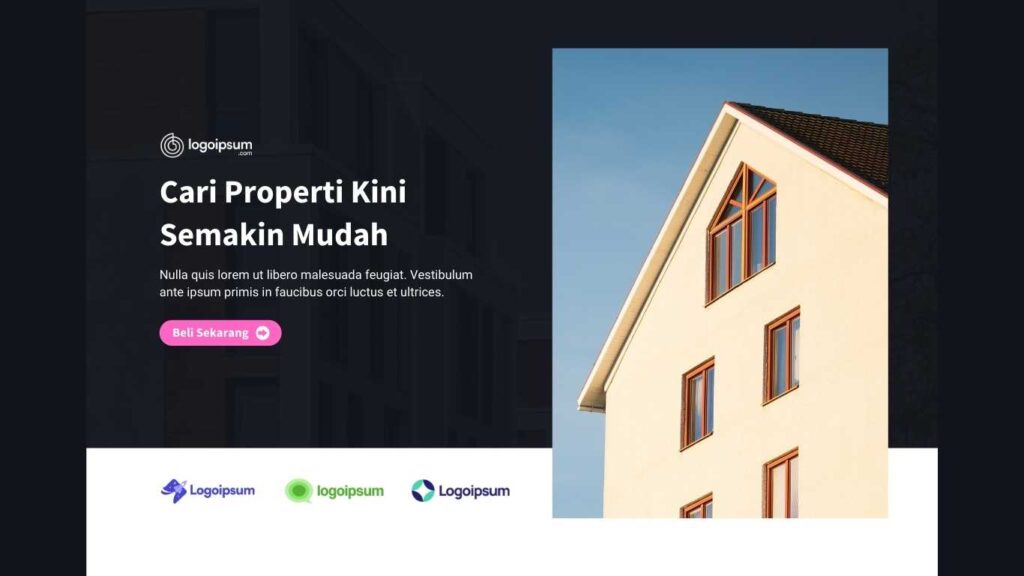 logoipsum
.com
Cari Properti Kini
Semakin Mudah
Nulla quis lorem ut libero malesuada feugiat. Vestibulum
ante ipsum primis in faucibus orci luctus et ultrices.
Beli Sekarang
Logoipsum logoipsum Logoipsum